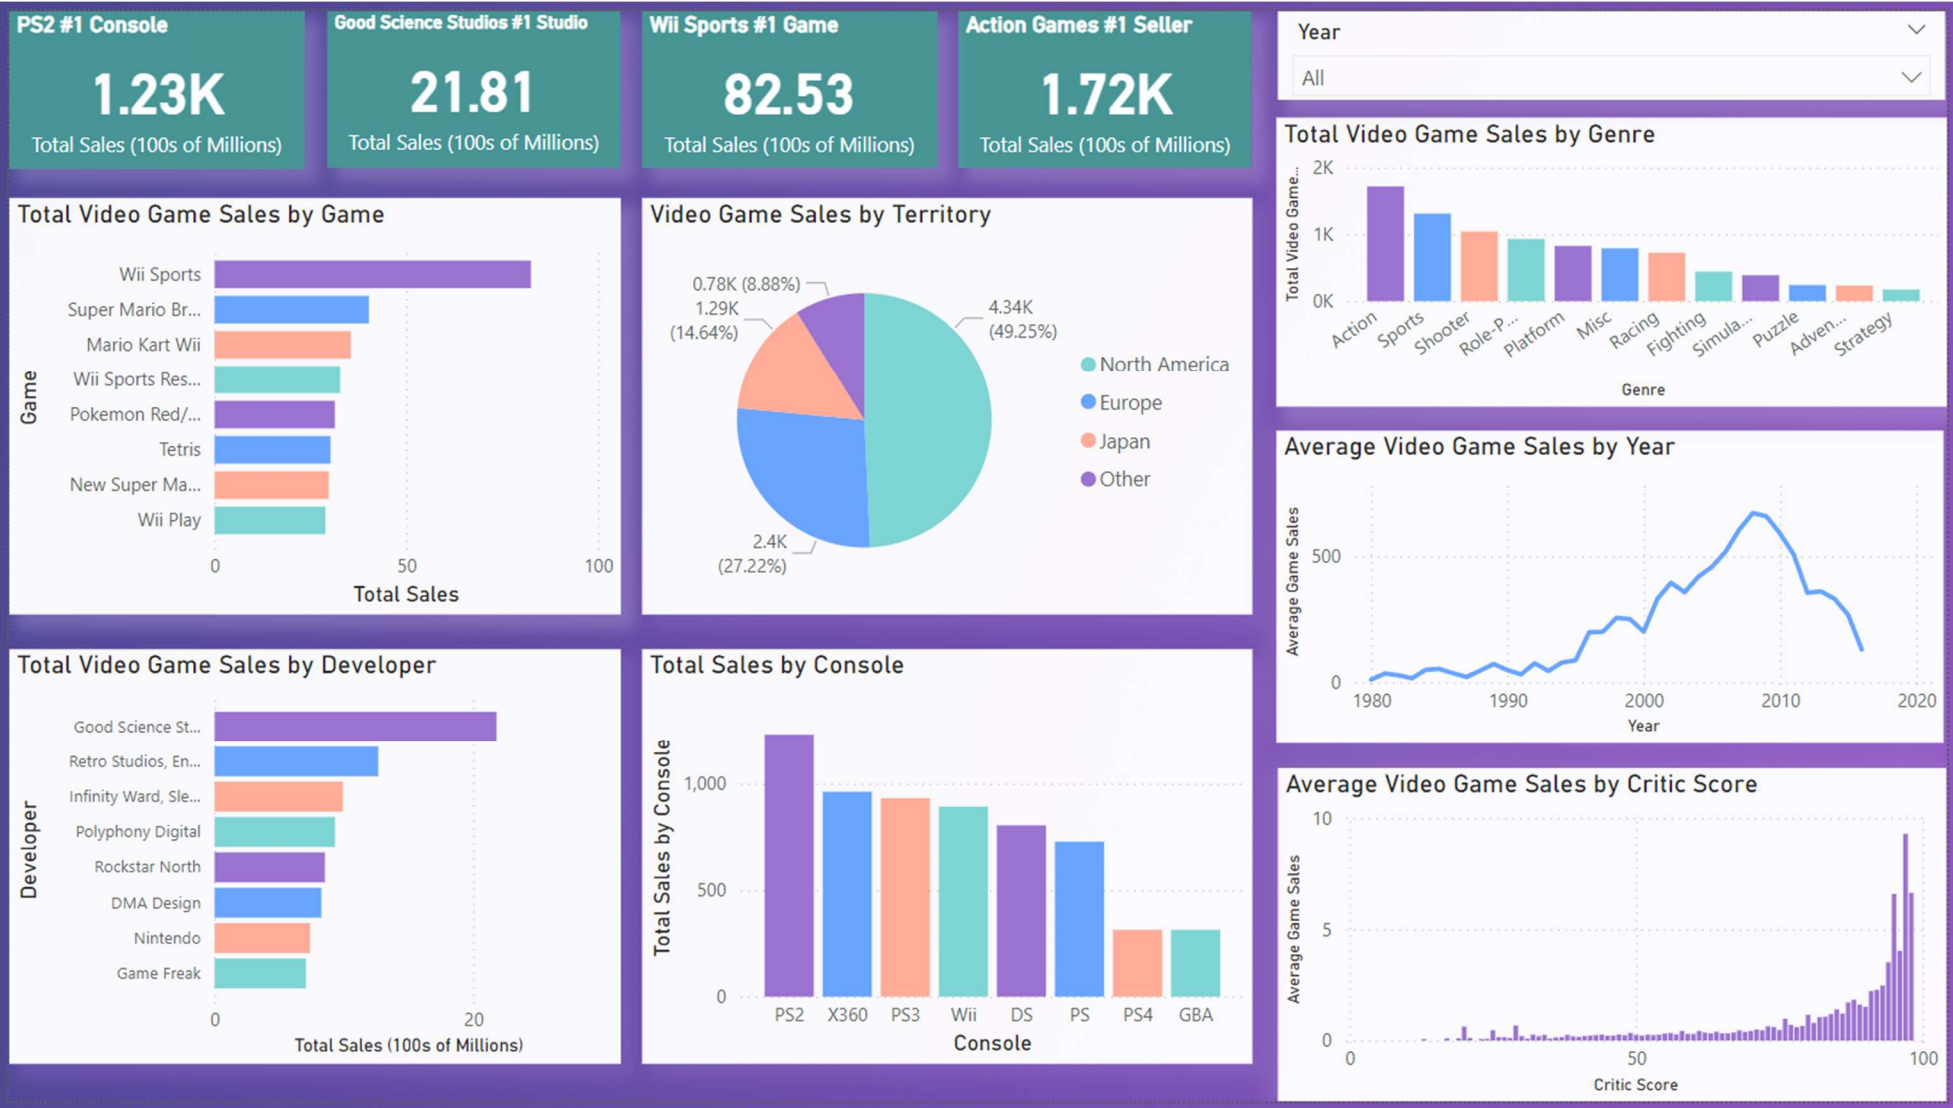 PS2 #1 Console
1.23K
Total Sales (100s of Millions)
Good Science Studios #1 Studio
21.81
Total Sales (100s of Millions)
Wii Sports #1 Game
82.53
Total Sales (100s of Millions)
Action Games #1 Seller
1.72K
Total Sales (100s of Millions)
Year
All
Total Video Game Sales by Game
Game
Wii Sports
Super Mario Br...
Mario Kart Wii
Wii Sports Res...
Pokemon Red/...
Tetris
New Super Ma...
Wii Play
0
50
100
Total Sales
Video Game Sales by Territory
0.78K (8.88%)
1.29K
(14.64%)
4.34K
(49.25%)
2.4K
(27.22%)
North America
Europe
Japan
Other
Total Video Game Sales by Genre
Total Video Game...
2K
1K
0K
Action
Sports
Shooter
Role-P...
Platform
Misc
Racing
Fighting
Simula...
Puzzle
Adven...
Strategy
Genre
Average Video Game Sales by Year
Average Game Sales
500
0
1980
1990
2000
2010
2020
Year
Total Video Game Sales by Developer
Developer
Good Science St...
Retro Studios, En...
Infinity Ward, Sle...
Polyphony Digital
Rockstar North
DMA Design
Nintendo
Game Freak
0
20
Total Sales (100s of Millions)
Total Sales by Console
Total Sales by Console
1,000
500
0
PS2
X360
PS3
Wii
DS
PS
PS4
GBA
Console
Average Video Game Sales by Critic Score
Average Game Sales
10
5
0
0
50
100
Critic Score